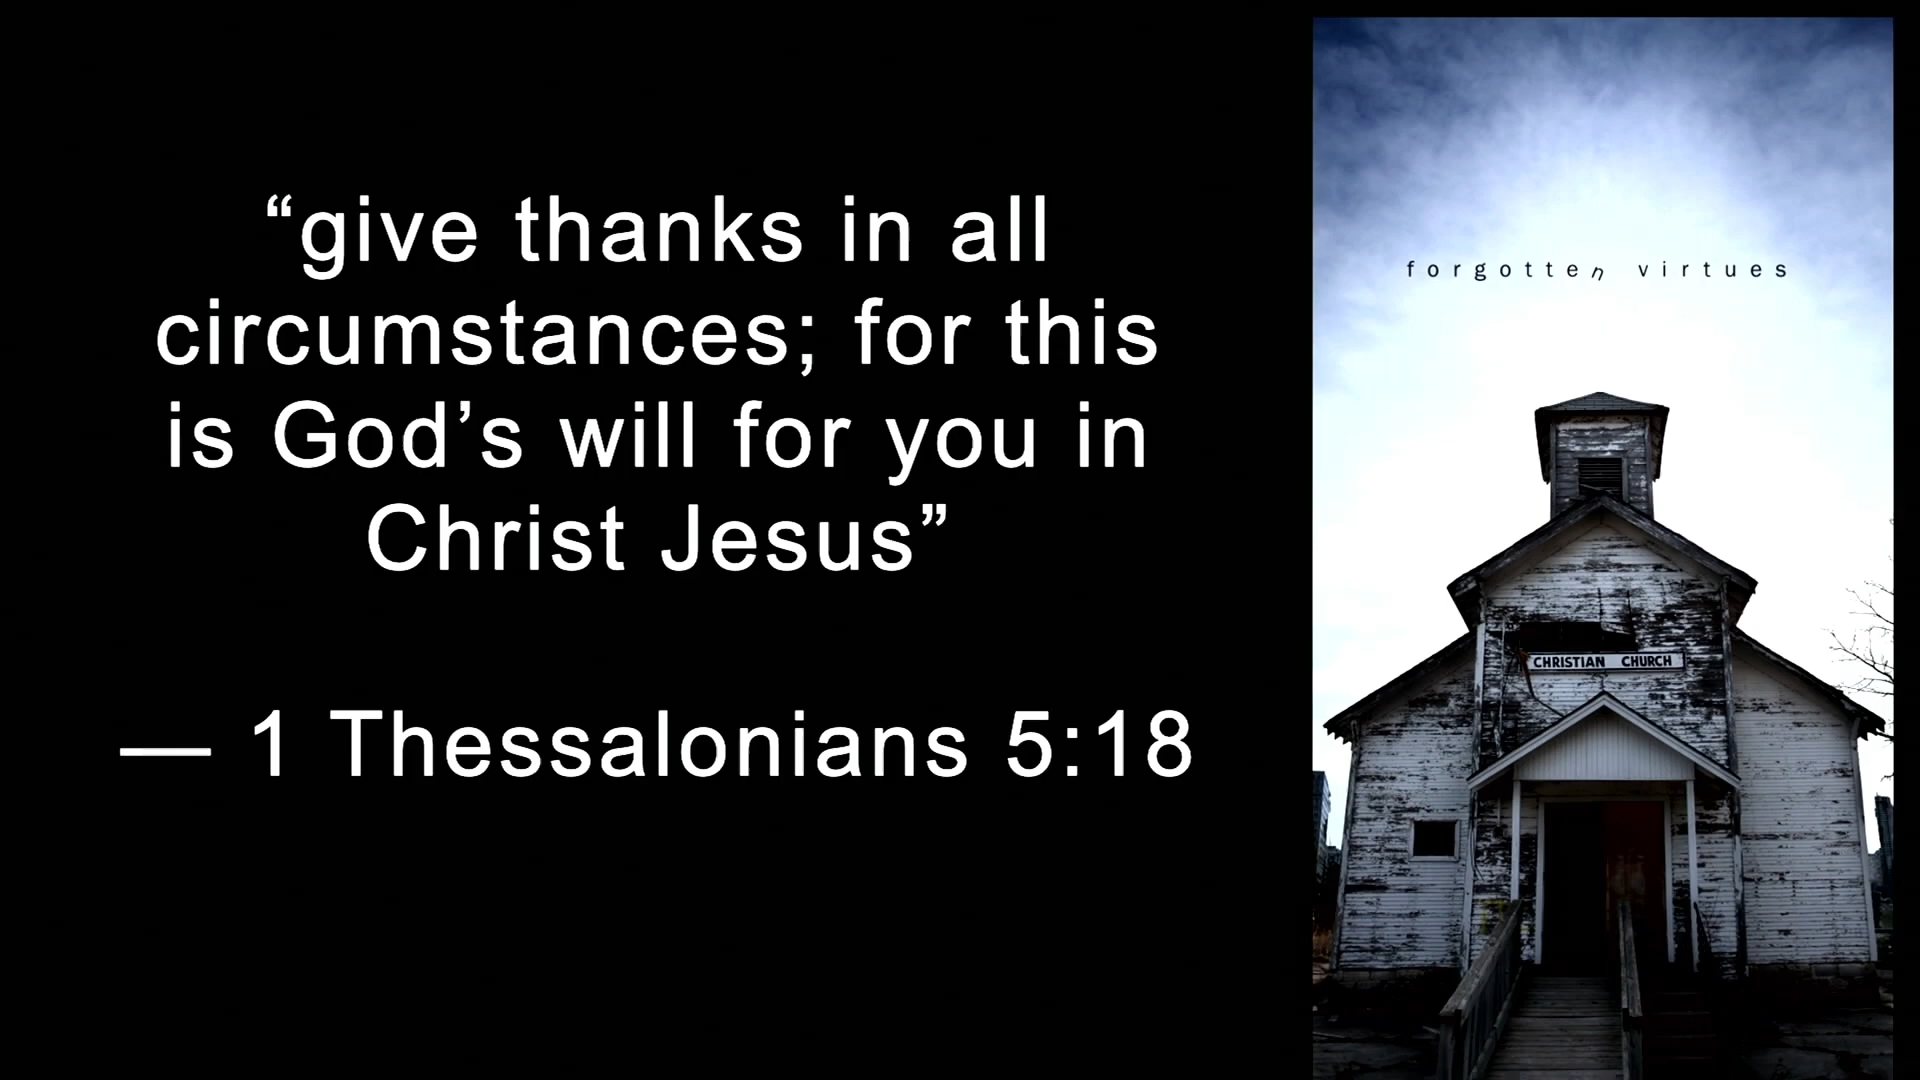 “give thanks in all
circumstances; for this
is God’s will for you in
Christ Jesus”
— 1 Thessalonians 5:18
forgotten virtues
CHRISTIAN CHURCH